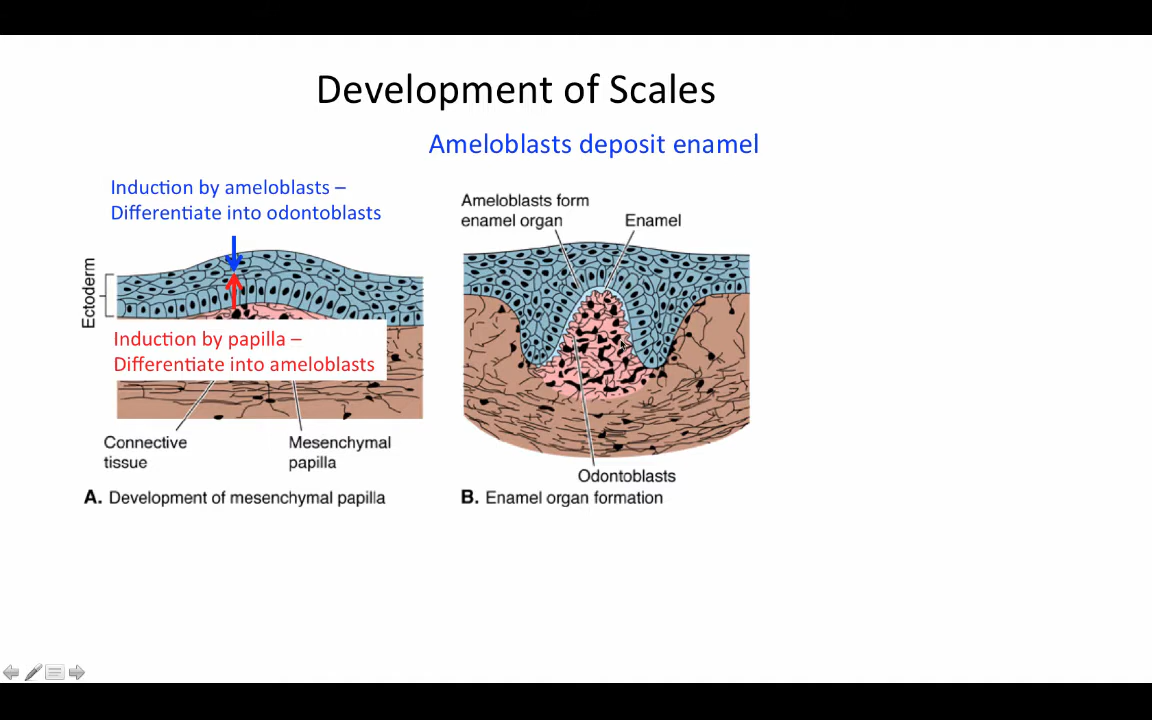 Development of Scales
Ameloblasts deposit enamel
Induction by ameloblasts –
Differentiate into odontoblasts
Ectoderm
Induction by papilla –
Differentiate into ameloblasts
Connective
tissue
Mesenchymal
papilla
A. Development of mesenchymal papilla
Ameloblasts form
enamel organ
Enamel
Odontoblasts
B. Enamel organ formation